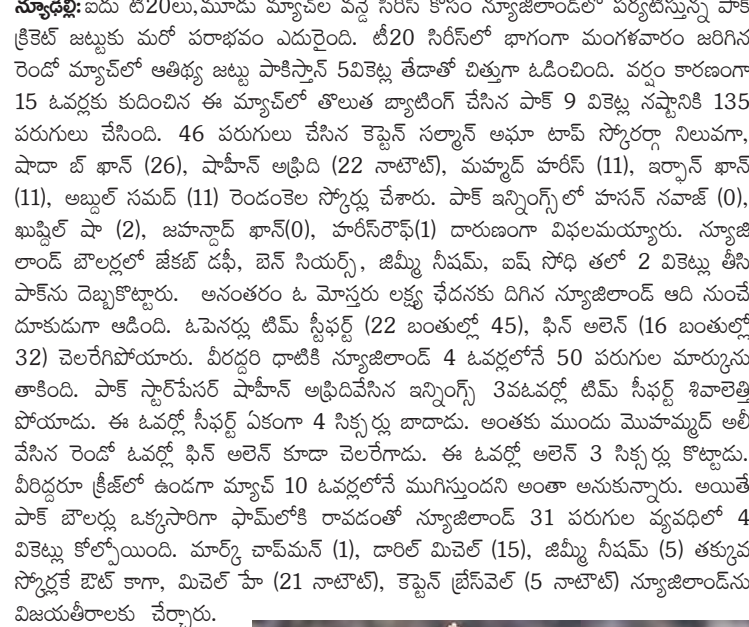 న్యూఢిల్లీ: ఐదు టీ20లు,మూడు మ్యాచ్‌ల వన్డే సిరీస్ కోసం న్యూజిలాండ్‌లో పర్యటిస్తున్న పాక్
క్రికెట్ జట్టుకు మరో పరాభవం ఎదురైంది. టీ20 సిరీస్‌లో భాగంగా మంగళవారం జరిగిన
రెండో మ్యాచ్‌లో ఆతిథ్య జట్టు పాకిస్తాన్ 5వికెట్ల తేడాతో చిత్తుగా ఓడించింది. వర్షం కారణంగా
15 ఓవర్లకు కుదించిన ఈ మ్యాచ్‌లో తొలుత బ్యాటింగ్ చేసిన పాక్ 9 వికెట్ల నష్టానికి 135
పరుగులు చేసింది. 46 పరుగులు చేసిన కెప్టెన్ సల్మాన్ అఘా టాప్ స్కోరర్గా నిలువగా,
షాదా బ్ ఖాన్ (26), షాహీన్ అఫ్రిది (22 నాటౌట్), మహ్మద్ హరీస్ (11), ఇర్ఫాన్ ఖాన్
(11), అబ్దుల్ సమద్ (11) రెండంకెల స్కోర్లు చేశారు. పాక్ ఇన్నింగ్స్‌లో హసన్ నవాజ్ (0),
ఖుష్దిల్ షా (2), జహన్దాద్ ఖాన్(0), హరీస్‌రౌఫ్(1) దారుణంగా విఫలమయ్యారు. న్యూజి
లాండ్ బౌలర్లలో జేకబ్ డఫీ, బెన్ సియర్స్, జిమ్మీ నీషమ్, ఐష్ సోధి తలో 2 వికెట్లు తీసి
పాక్‌ను దెబ్బకొట్టారు. అనంతరం ఓ మోస్తరు లక్ష్య ఛేదనకు దిగిన న్యూజిలాండ్ ఆది నుంచే
దూకుడుగా ఆడింది. ఓపెనర్లు టిమ్ స్టీఫర్ట్ (22 బంతుల్లో 45), ఫిన్ అలెన్ (16 బంతుల్లో
32) చెలరేగిపోయారు. వీరద్దరి ధాటికి న్యూజిలాండ్ 4 ఓవర్లలోనే 50 పరుగుల మార్కును
తాకింది. పాక్ స్టార్‌పేసర్ షాహీన్ అఫ్రిదివేసిన ఇన్నింగ్స్ 3వఓవర్లో టిమ్ సీఫర్ట్ శివాలెత్తి
పోయాడు. ఈ ఓవర్లో సీఫర్ట్ ఏకంగా 4 సిక్సర్లు బాదాడు. అంతకు ముందు మొహమ్మద్ అలీ
వేసిన రెండో ఓవర్లో ఫిన్ అలెన్ కూడా చెలరేగాడు. ఈ ఓవర్లో అలెన్ 3 సిక్సర్లు కొట్టాడు.
వీరిద్దరూ క్రీజ్‌లో ఉండగా మ్యాచ్ 10 ఓవర్లలోనే ముగిస్తుందని అంతా అనుకున్నారు. అయితే
పాక్ బౌలర్లు ఒక్కసారిగా ఫామ్‌లోకి రావడంతో న్యూజిలాండ్ 31 పరుగుల వ్యవధిలో 4
వికెట్లు కోల్పోయింది. మార్క్ చాప్‌మన్ (1), డారిల్ మిచెల్ (15), జిమ్మీ నీషమ్ (5) తక్కువ
స్కోర్లకే ఔట్ కాగా, మిచెల్ హే (21 నాటౌట్), కెప్టెన్ బ్రేస్‌వెల్ (5 నాటౌట్) న్యూజిలాండ్‌ను
విజయతీరాలకు చేర్చారు.